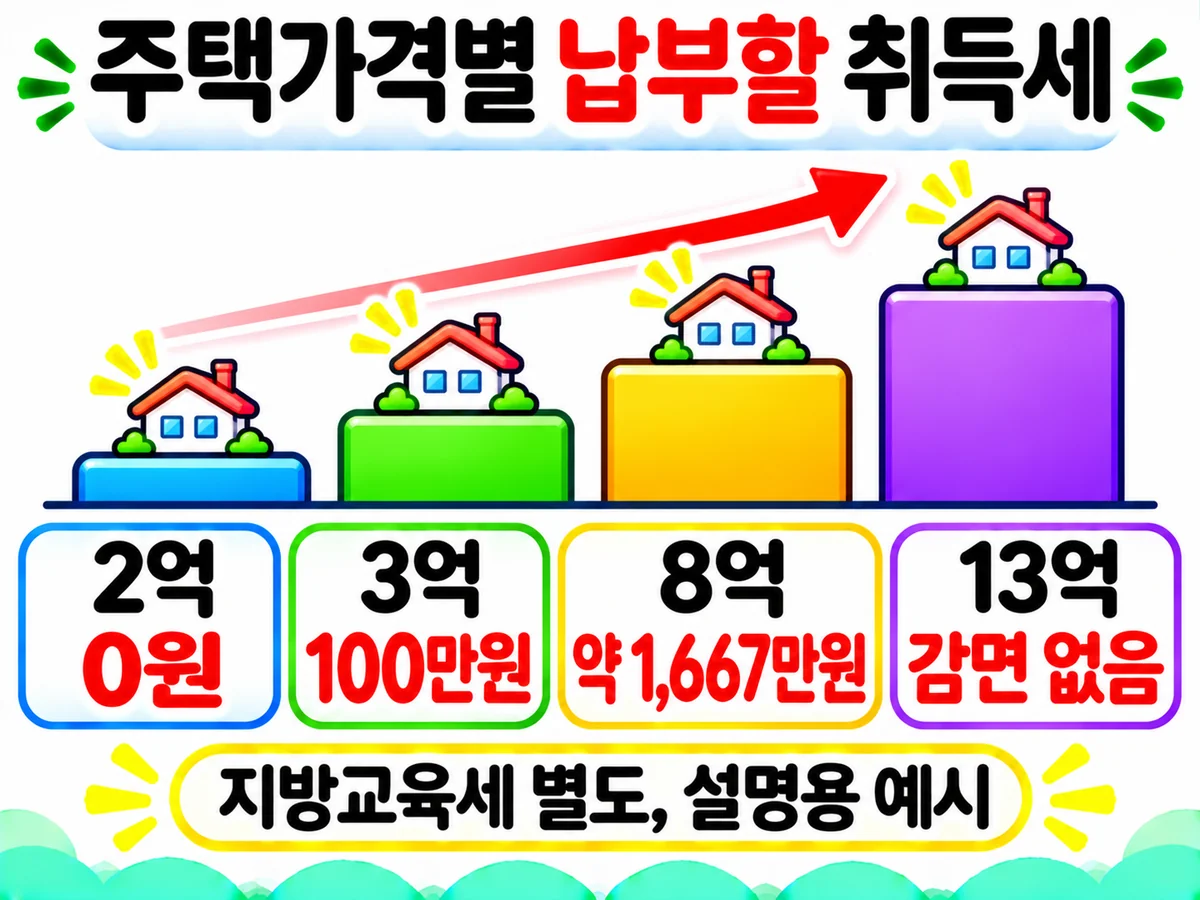 주택가격별 납부할 취득세
2억
0원
3억
100만원
8억
약 1,667만원
13억
감면 없음
지방교육세 별도, 설명용 예시